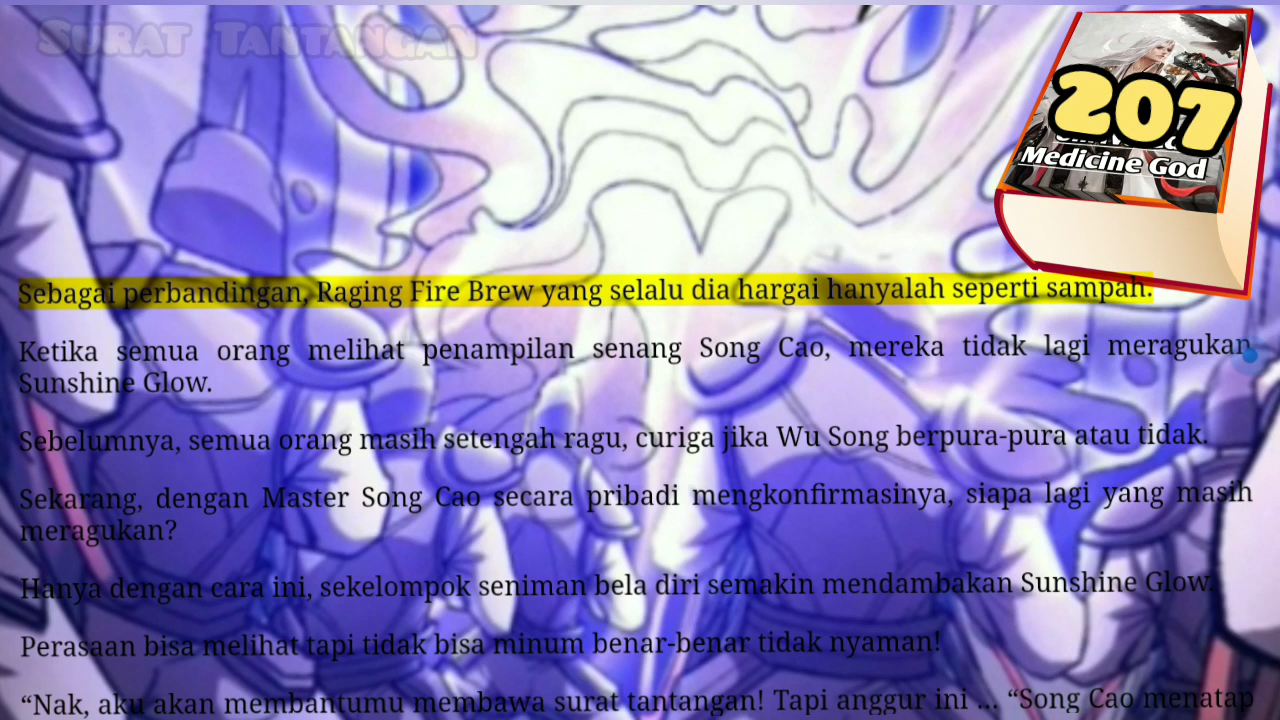 Surat Tantangan
207
Medicine God
Sebagai perbandingan, Raging Fire Brew yang selalu dia hargai hanyalah seperti sampah.
Ketika semua orang melihat penampilan senang Song Cao, mereka tidak lagi meragukan
Sunshine Glow.
Sebelumnya, semua orang masih setengah ragu, curiga jika Wu Song berpura-pura atau tidak.
Sekarang, dengan Master Song Cao secara pribadi mengkonfirmasinya, siapa lagi yang masih
meragukan?
Hanya dengan cara ini, sekelompok seniman bela diri semakin mendambakan Sunshine Glow.
Perasaan bisa melihat tapi tidak bisa minum benar-benar tidak nyaman!
“Nak, aku akan membantumu membawa surat tantangan! Tapi anggur ini ... “Song Cao menatap